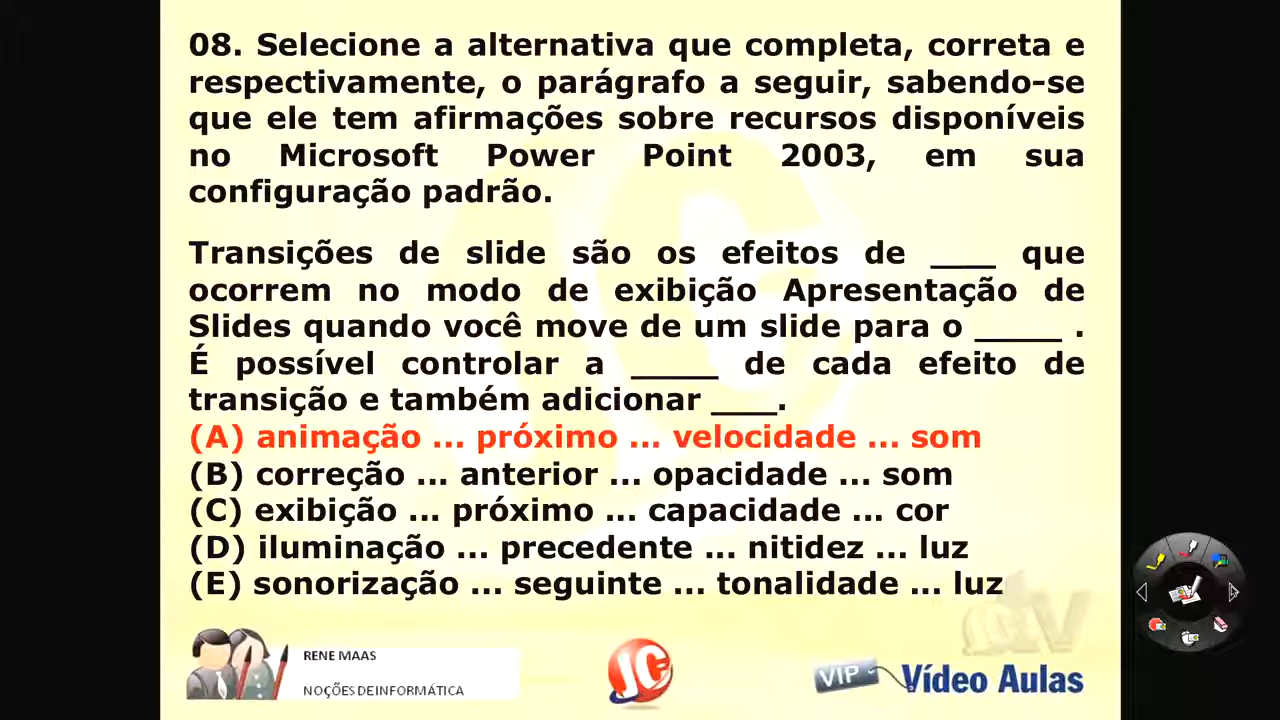 08. Selecione a alternativa que completa, correta e
respectivamente, o parágrafo a seguir, sabendo-se
que ele tem afirmações sobre recursos disponíveis
no Microsoft Power Point 2003, em sua
configuração padrão.
Transições de slide são os efeitos de ___ que
ocorrem no modo de exibição Apresentação de
Slides quando você move de um slide para o ____ .
É possível controlar a ____ de cada efeito de
transição e também adicionar ___.
(A) animação ... próximo ... velocidade ... som
(B) correção ... anterior ... opacidade ... som
(C) exibição ... próximo ... capacidade ... cor
(D) iluminação ... precedente ... nitidez ... luz
(E) sonorização ... seguinte ... tonalidade ... luz
RENE MAAS
NOÇÕES DE INFORMÁTICA
JC
VIP Vídeo Aulas